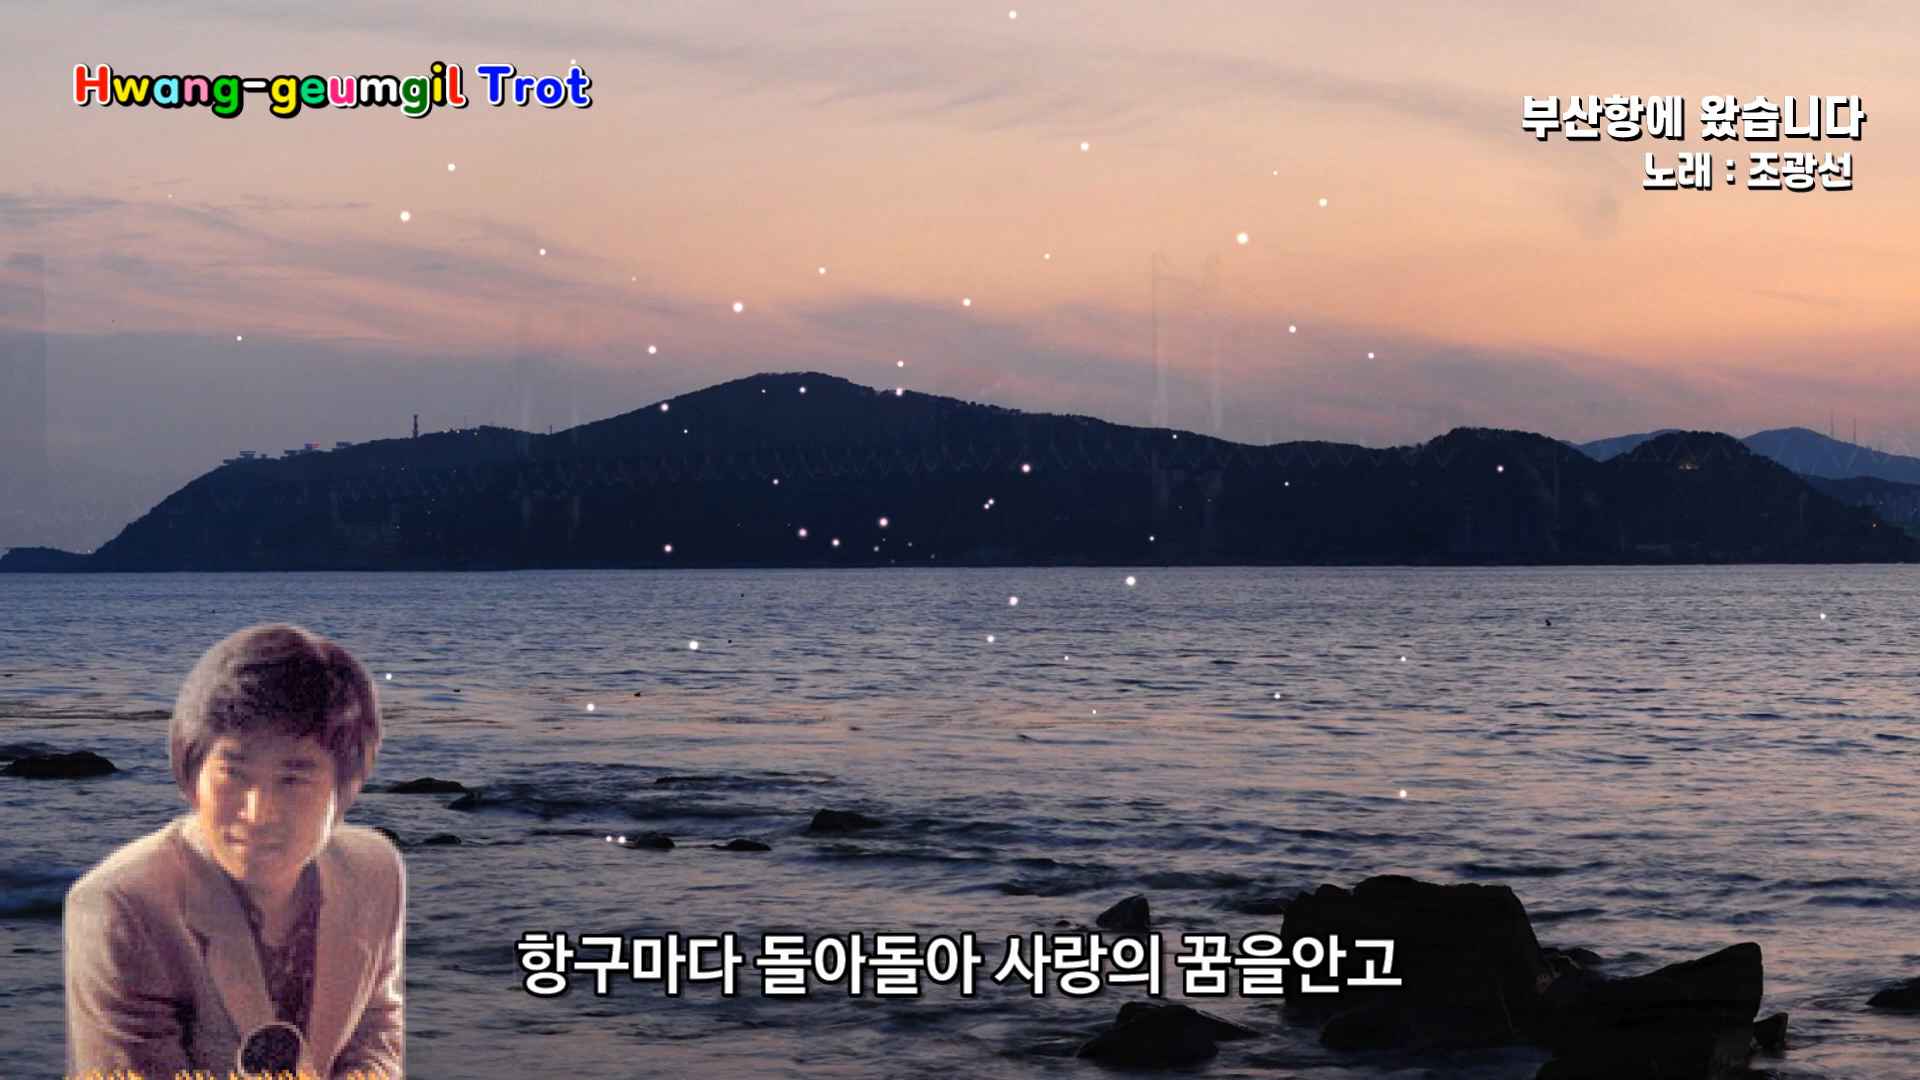 Hwang-geumgil Trot
부산항에 왔습니다
노래 : 조광선
항구마다 돌아돌아 사랑의 꿈을안고